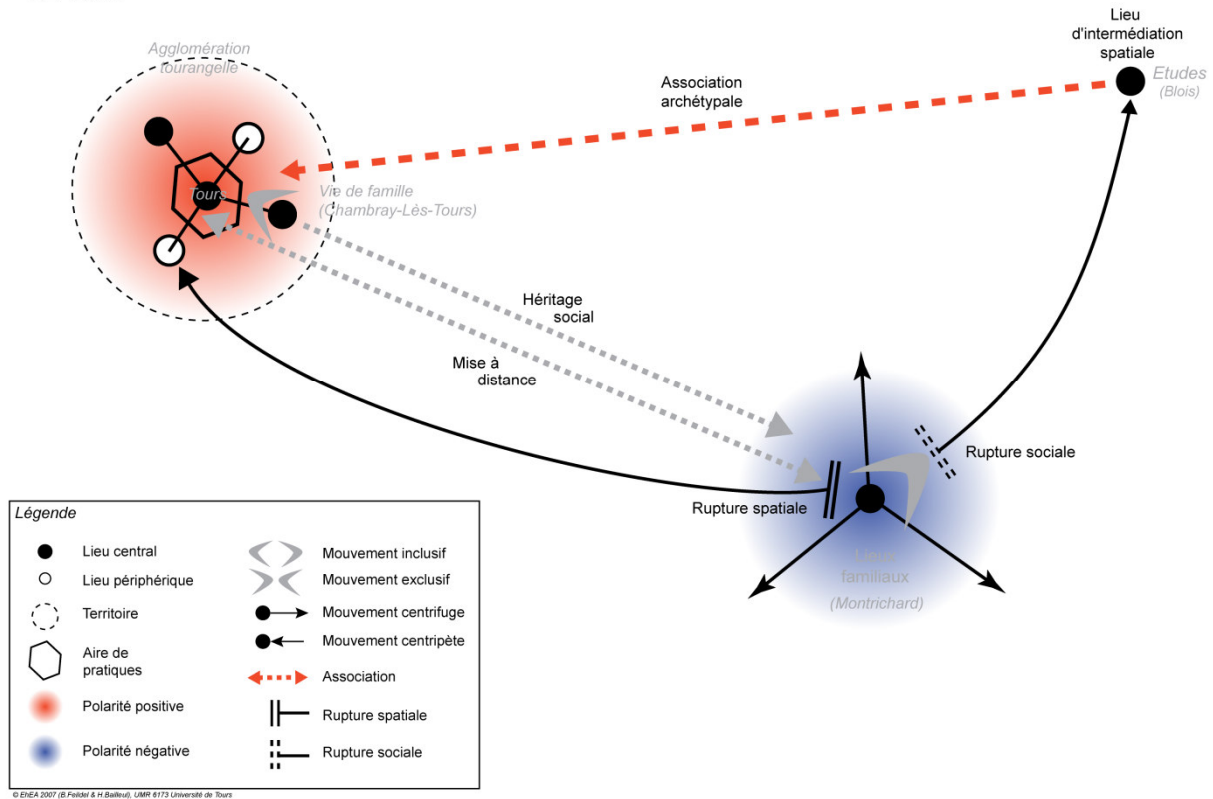 Agglomération
tourangelle
Lieu
d'intermédiation
spatiale
Etudes
(Blois)
Association
archétypale
Tours
Vie de famille
(Chambray-Lès-Tours)
Héritage
social
Mise à
distance
Rupture sociale
Rupture spatiale
Lieux
familiaux
(Montrichard)
Légende
Lieu central
Lieu périphérique
Territoire
Aire de
pratiques
Polarité positive
Polarité négative
Mouvement inclusif
Mouvement exclusif
Mouvement centrifuge
Mouvement centripète
Association
Rupture spatiale
Rupture sociale
© EhEA 2007 (B.Feildel & H.Bailleul), UMR 6173 Université de Tours